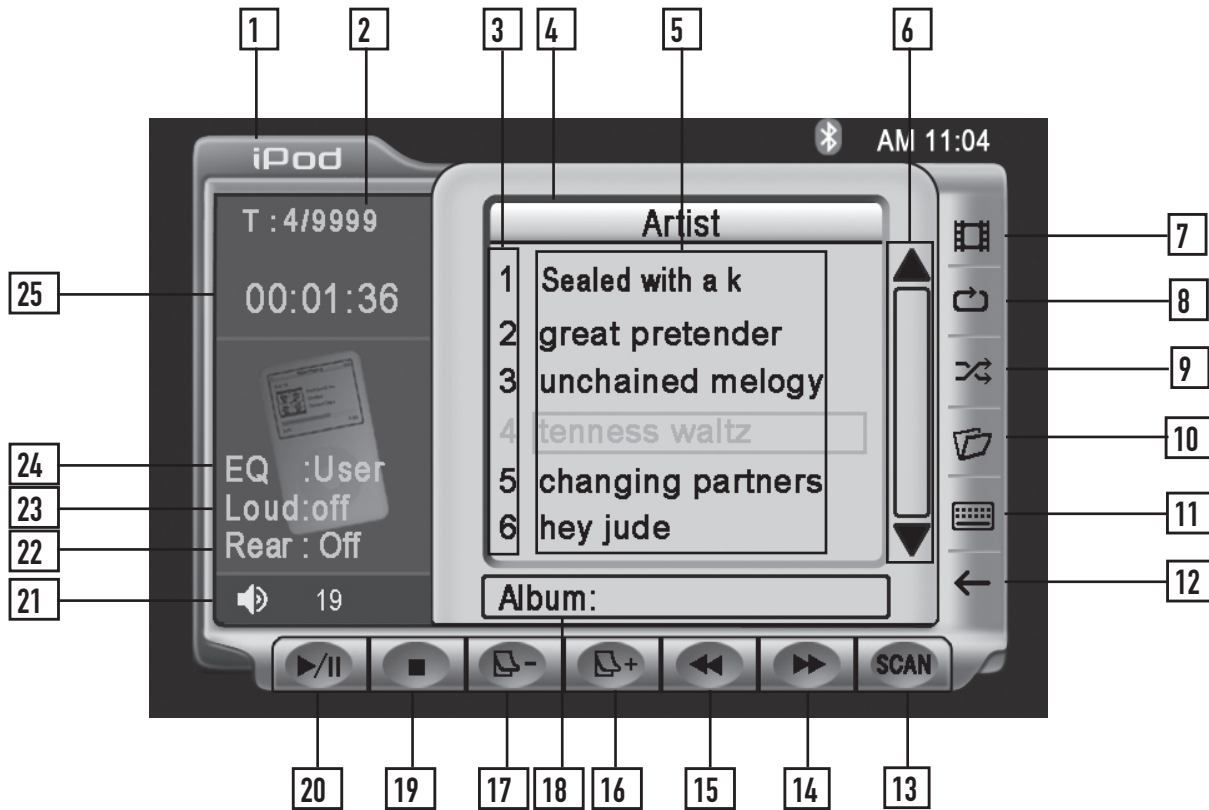 1 2 3 4 5 6
iPod
AM 11:04
T : 4/9999
Artist
7
25
00:01:36
1 Sealed with a k
8
2 great pretender
3 unchained melogy
9
4 tenness waltz
10
24
EQ :User
5 changing partners
23
Loud:off
11
22
Rear : Off
6 hey jude
12
21
19
Album:
SCAN
20 19 17 18 16 15 14 13